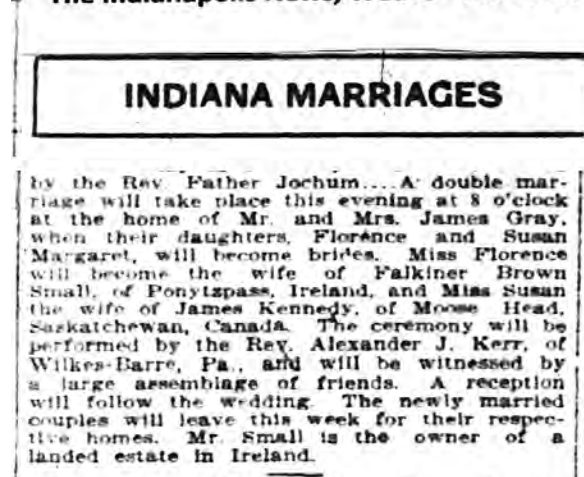 INDIANA MARRIAGES
by the Rev. Father Jochum....A double mar-
riage will take place this evening at 8 o'clock
at the home of Mr. and Mrs. James Gray,
when their daughters, Florence and Susan
Margaret, will become brides. Miss Florence
will become the wife of Falkiner Brown
Small, of Ponytzpass, Ireland, and Miss Susan
the wife of James Kennedy, of Moose Head,
Saskatchewan, Canada. The ceremony will be
performed by the Rev. Alexander J. Kerr, of
Wilkes-Barre, Pa., and will be witnessed by
a large assemblage of friends. A reception
will follow the wedding. The newly married
couples will leave this week for their respec-
tive homes. Mr. Small is the owner of a
landed estate in Ireland.